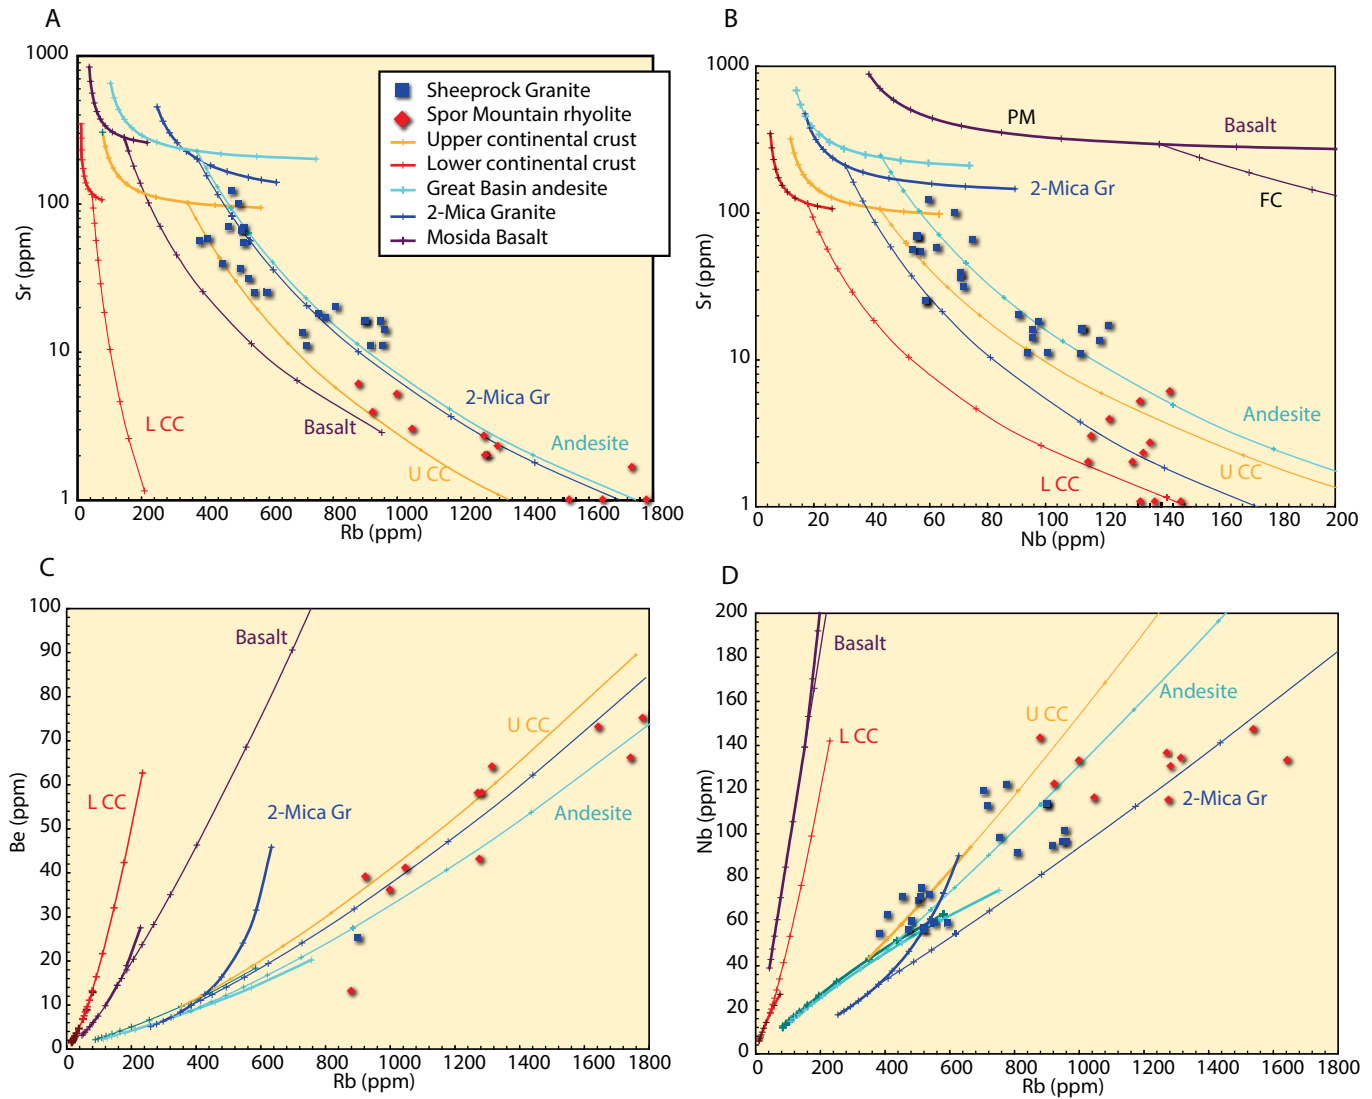 A
1000
100
10
1
Sr (ppm)
0 200 400 600 800 1000 1200 1400 1600 1800
Rb (ppm)
Sheeprock Granite
Spor Mountain rhyolite
Upper continental crust
Lower continental crust
Great Basin andesite
2-Mica Granite
Mosida Basalt
L CC
Basalt
U CC
2-Mica Gr
Andesite
B
1000
100
10
1
Sr (ppm)
0 20 40 60 80 100 120 140 160 180 200
Nb (ppm)
PM
Basalt
2-Mica Gr
FC
Andesite
U CC
L CC
C
100
90
80
70
60
50
40
30
20
10
0
Be (ppm)
0 200 400 600 800 1000 1200 1400 1600 1800
Rb (ppm)
Basalt
L CC
2-Mica Gr
U CC
Andesite
D
200
180
160
140
120
100
80
60
40
20
0
Nb (ppm)
0 200 400 600 800 1000 1200 1400 1600 1800
Rb (ppm)
Basalt
L CC
U CC
Andesite
2-Mica Gr